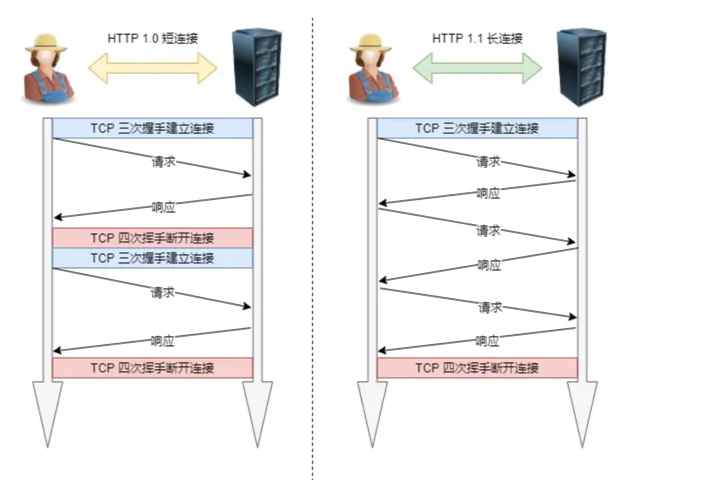 HTTP 1.0 短连接
TCP 三次握手建立连接
请求
响应
TCP 四次挥手断开连接
TCP 三次握手建立连接
请求
响应
TCP 四次挥手断开连接
HTTP 1.1 长连接
TCP 三次握手建立连接
请求
响应
请求
响应
请求
响应
TCP 四次挥手断开连接